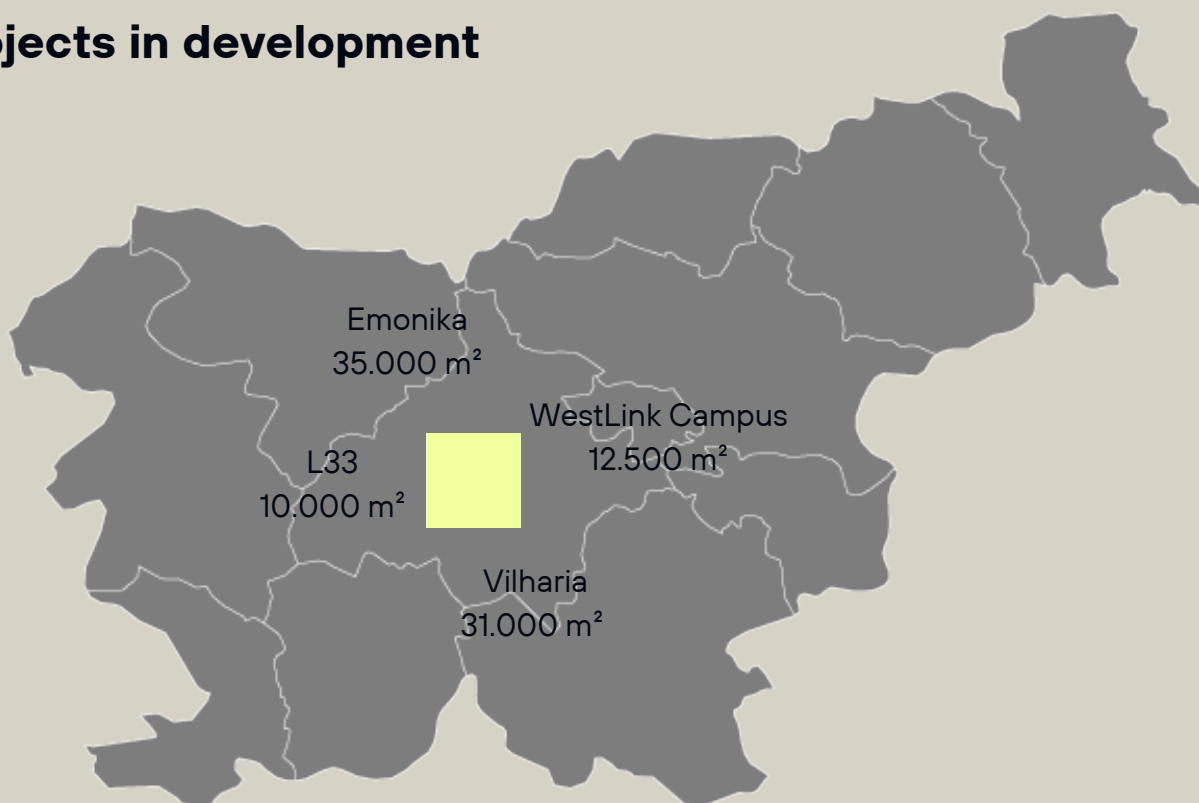 jects in development
Emonika
35.000 m²
WestLink Campus
12.500 m²
L33
10.000 m²
Vilharia
31.000 m²